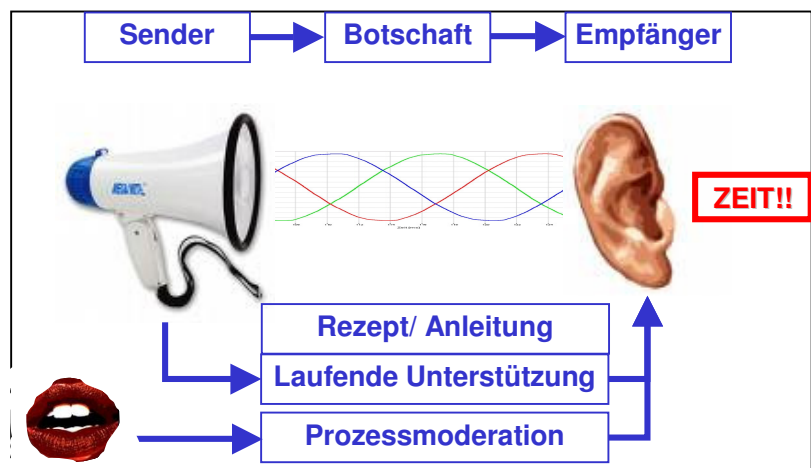 Sender
Botschaft
Empfänger
ZEIT!!
Rezept/ Anleitung
Laufende Unterstützung
Prozessmoderation